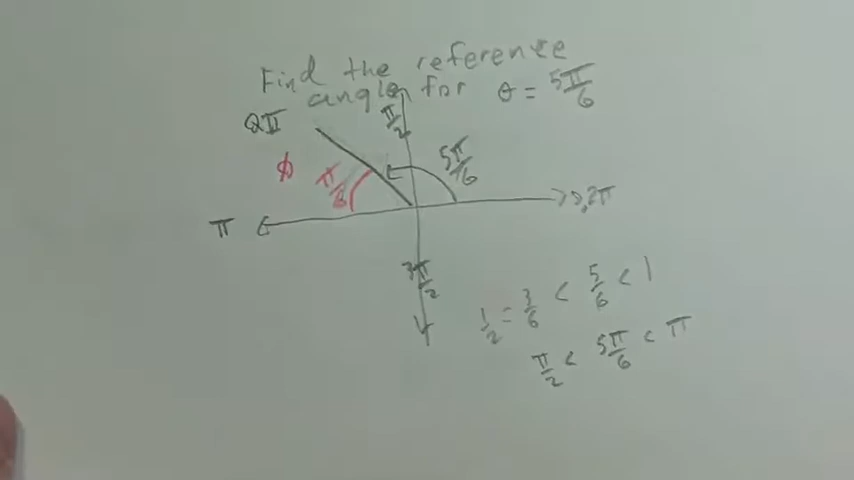 Find the reference
angle for θ = 5π/6
QII
π/2
ϕ
π/6
5π/6
π
0,2π
3π/2
1/2 = 3/6 < 5/6 < 1
π/2 < 5π/6 < π